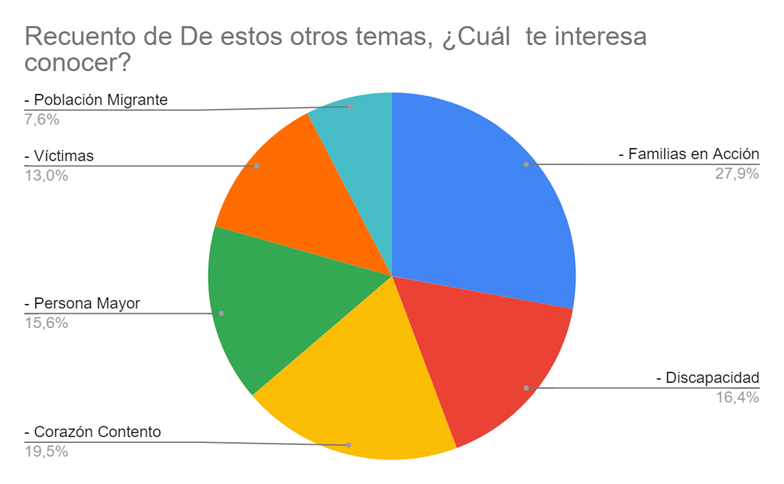 Recuento de De estos otros temas, ¿Cuál  te interesa
conocer?
- Población Migrante
7,6%
- Víctimas
13,0%
- Persona Mayor
15,6%
- Corazón Contento
19,5%
- Familias en Acción
27,9%
- Discapacidad
16,4%